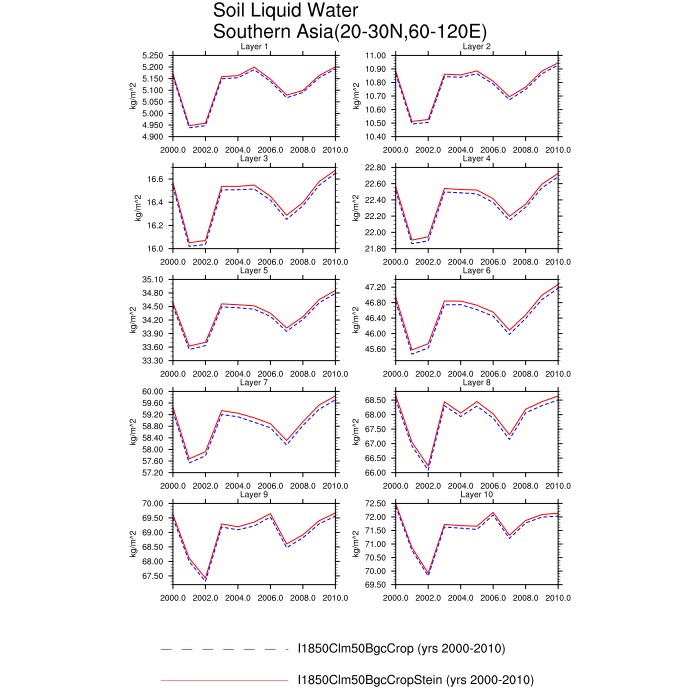 Soil Liquid Water
Southern Asia(20-30N,60-120E)
Layer 1
5.250
5.200
5.150
5.100
5.050
5.000
4.950
4.900
kg/m^2
2000.0 2002.0 2004.0 2006.0 2008.0 2010.0
Layer 2
11.00
10.90
10.80
10.70
10.60
10.50
10.40
kg/m^2
2000.0 2002.0 2004.0 2006.0 2008.0 2010.0
Layer 3
16.6
16.4
16.2
16.0
kg/m^2
2000.0 2002.0 2004.0 2006.0 2008.0 2010.0
Layer 4
22.80
22.60
22.40
22.20
22.00
21.80
kg/m^2
2000.0 2002.0 2004.0 2006.0 2008.0 2010.0
Layer 5
35.10
34.80
34.50
34.20
33.90
33.60
33.30
kg/m^2
2000.0 2002.0 2004.0 2006.0 2008.0 2010.0
Layer 6
47.20
46.80
46.40
46.00
45.60
kg/m^2
2000.0 2002.0 2004.0 2006.0 2008.0 2010.0
Layer 7
60.00
59.60
59.20
58.80
58.40
58.00
57.60
57.20
kg/m^2
2000.0 2002.0 2004.0 2006.0 2008.0 2010.0
Layer 8
68.50
68.00
67.50
67.00
66.50
66.00
kg/m^2
2000.0 2002.0 2004.0 2006.0 2008.0 2010.0
Layer 9
70.00
69.50
69.00
68.50
68.00
67.50
kg/m^2
2000.0 2002.0 2004.0 2006.0 2008.0 2010.0
Layer 10
72.50
72.00
71.50
71.00
70.50
70.00
69.50
kg/m^2
2000.0 2002.0 2004.0 2006.0 2008.0 2010.0
I1850Clm50BgcCrop (yrs 2000-2010)
I1850Clm50BgcCropStein (yrs 2000-2010)